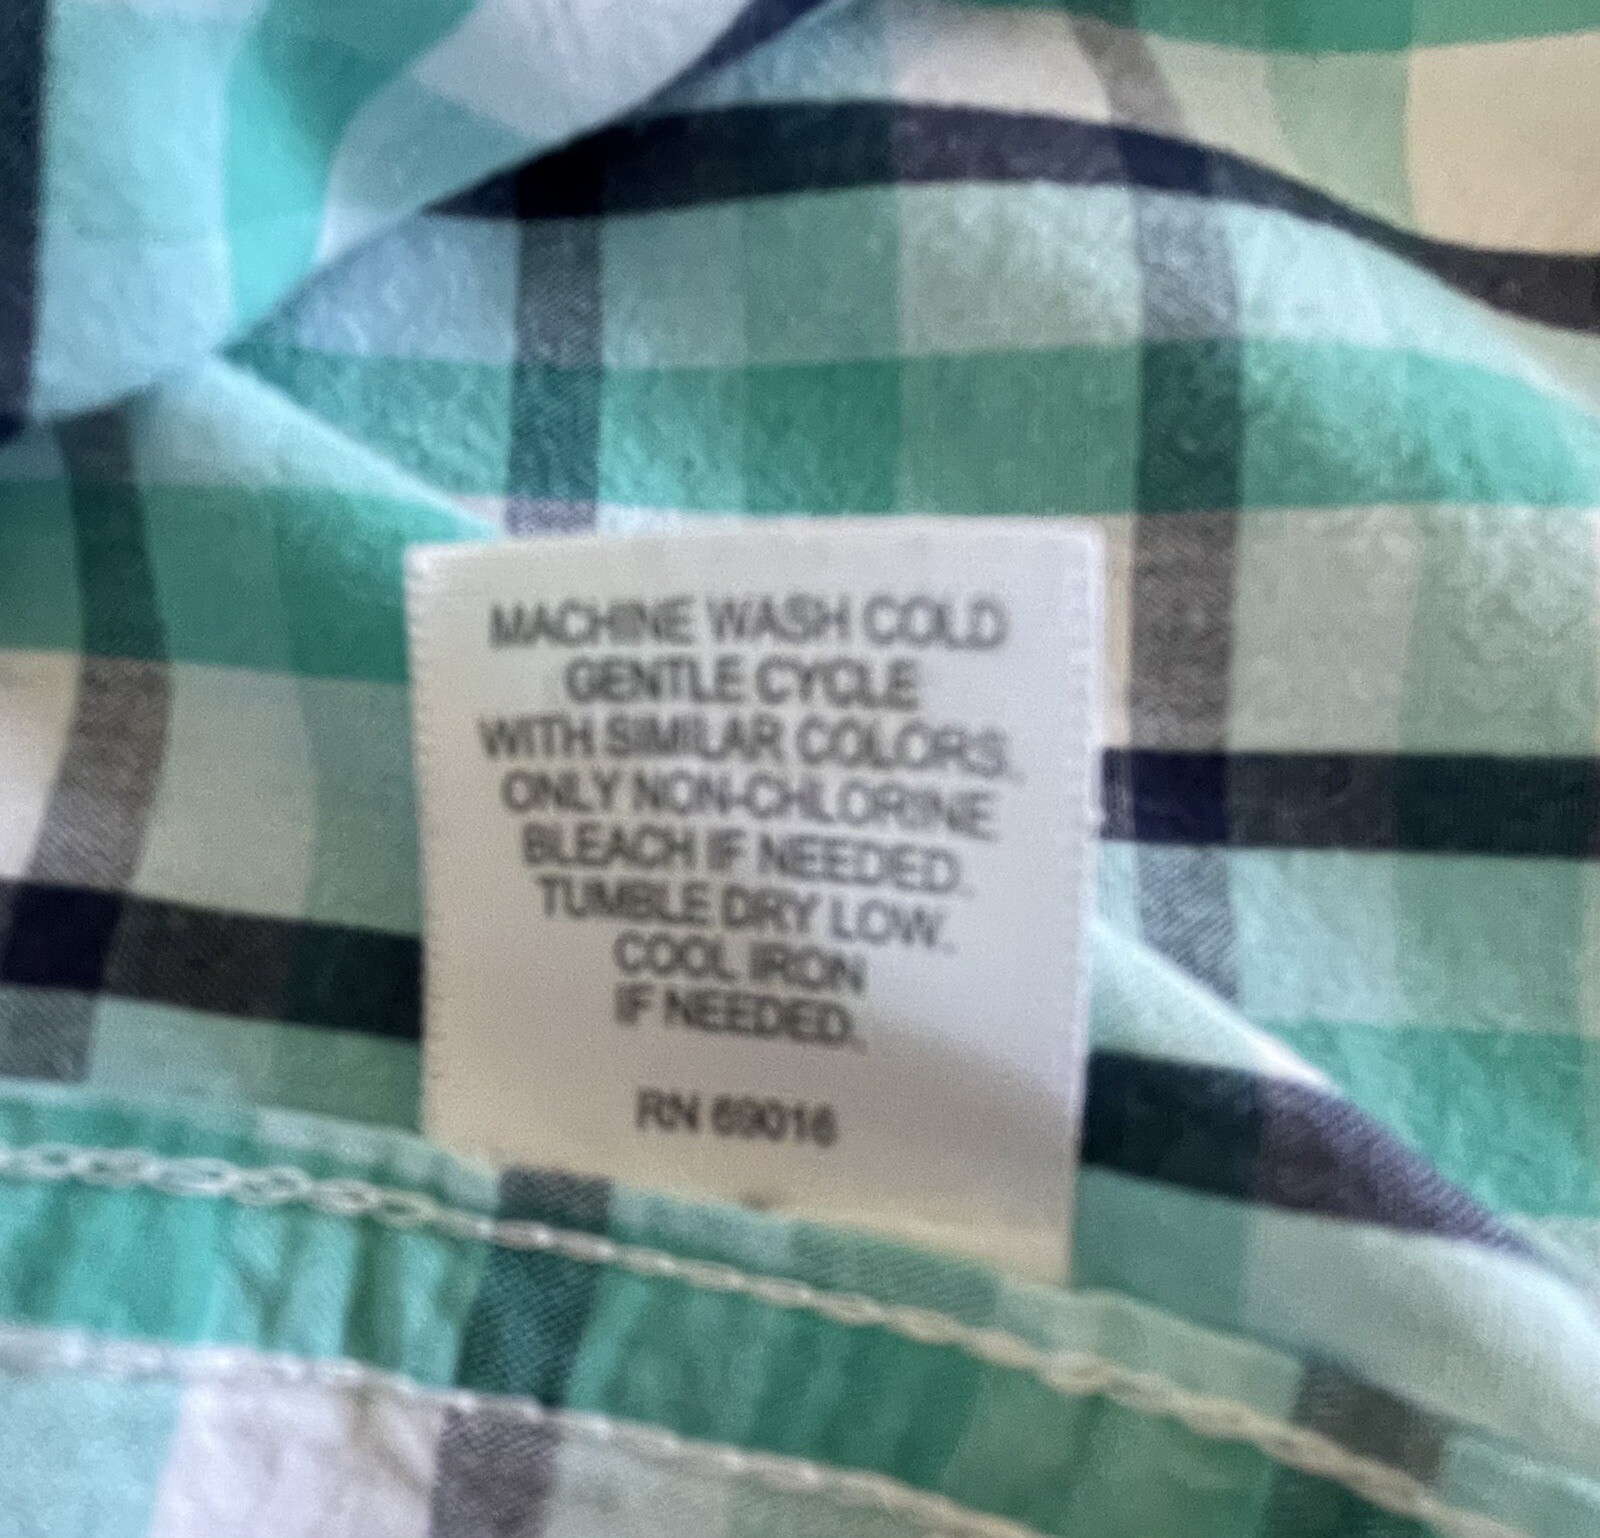 MACHINE WASH COLD
GENTLE CYCLE
WITH SIMILAR COLORS.
ONLY NON-CHLORINE
BLEACH IF NEEDED.
TUMBLE DRY LOW.
COOL IRON
IF NEEDED.
RN 69016